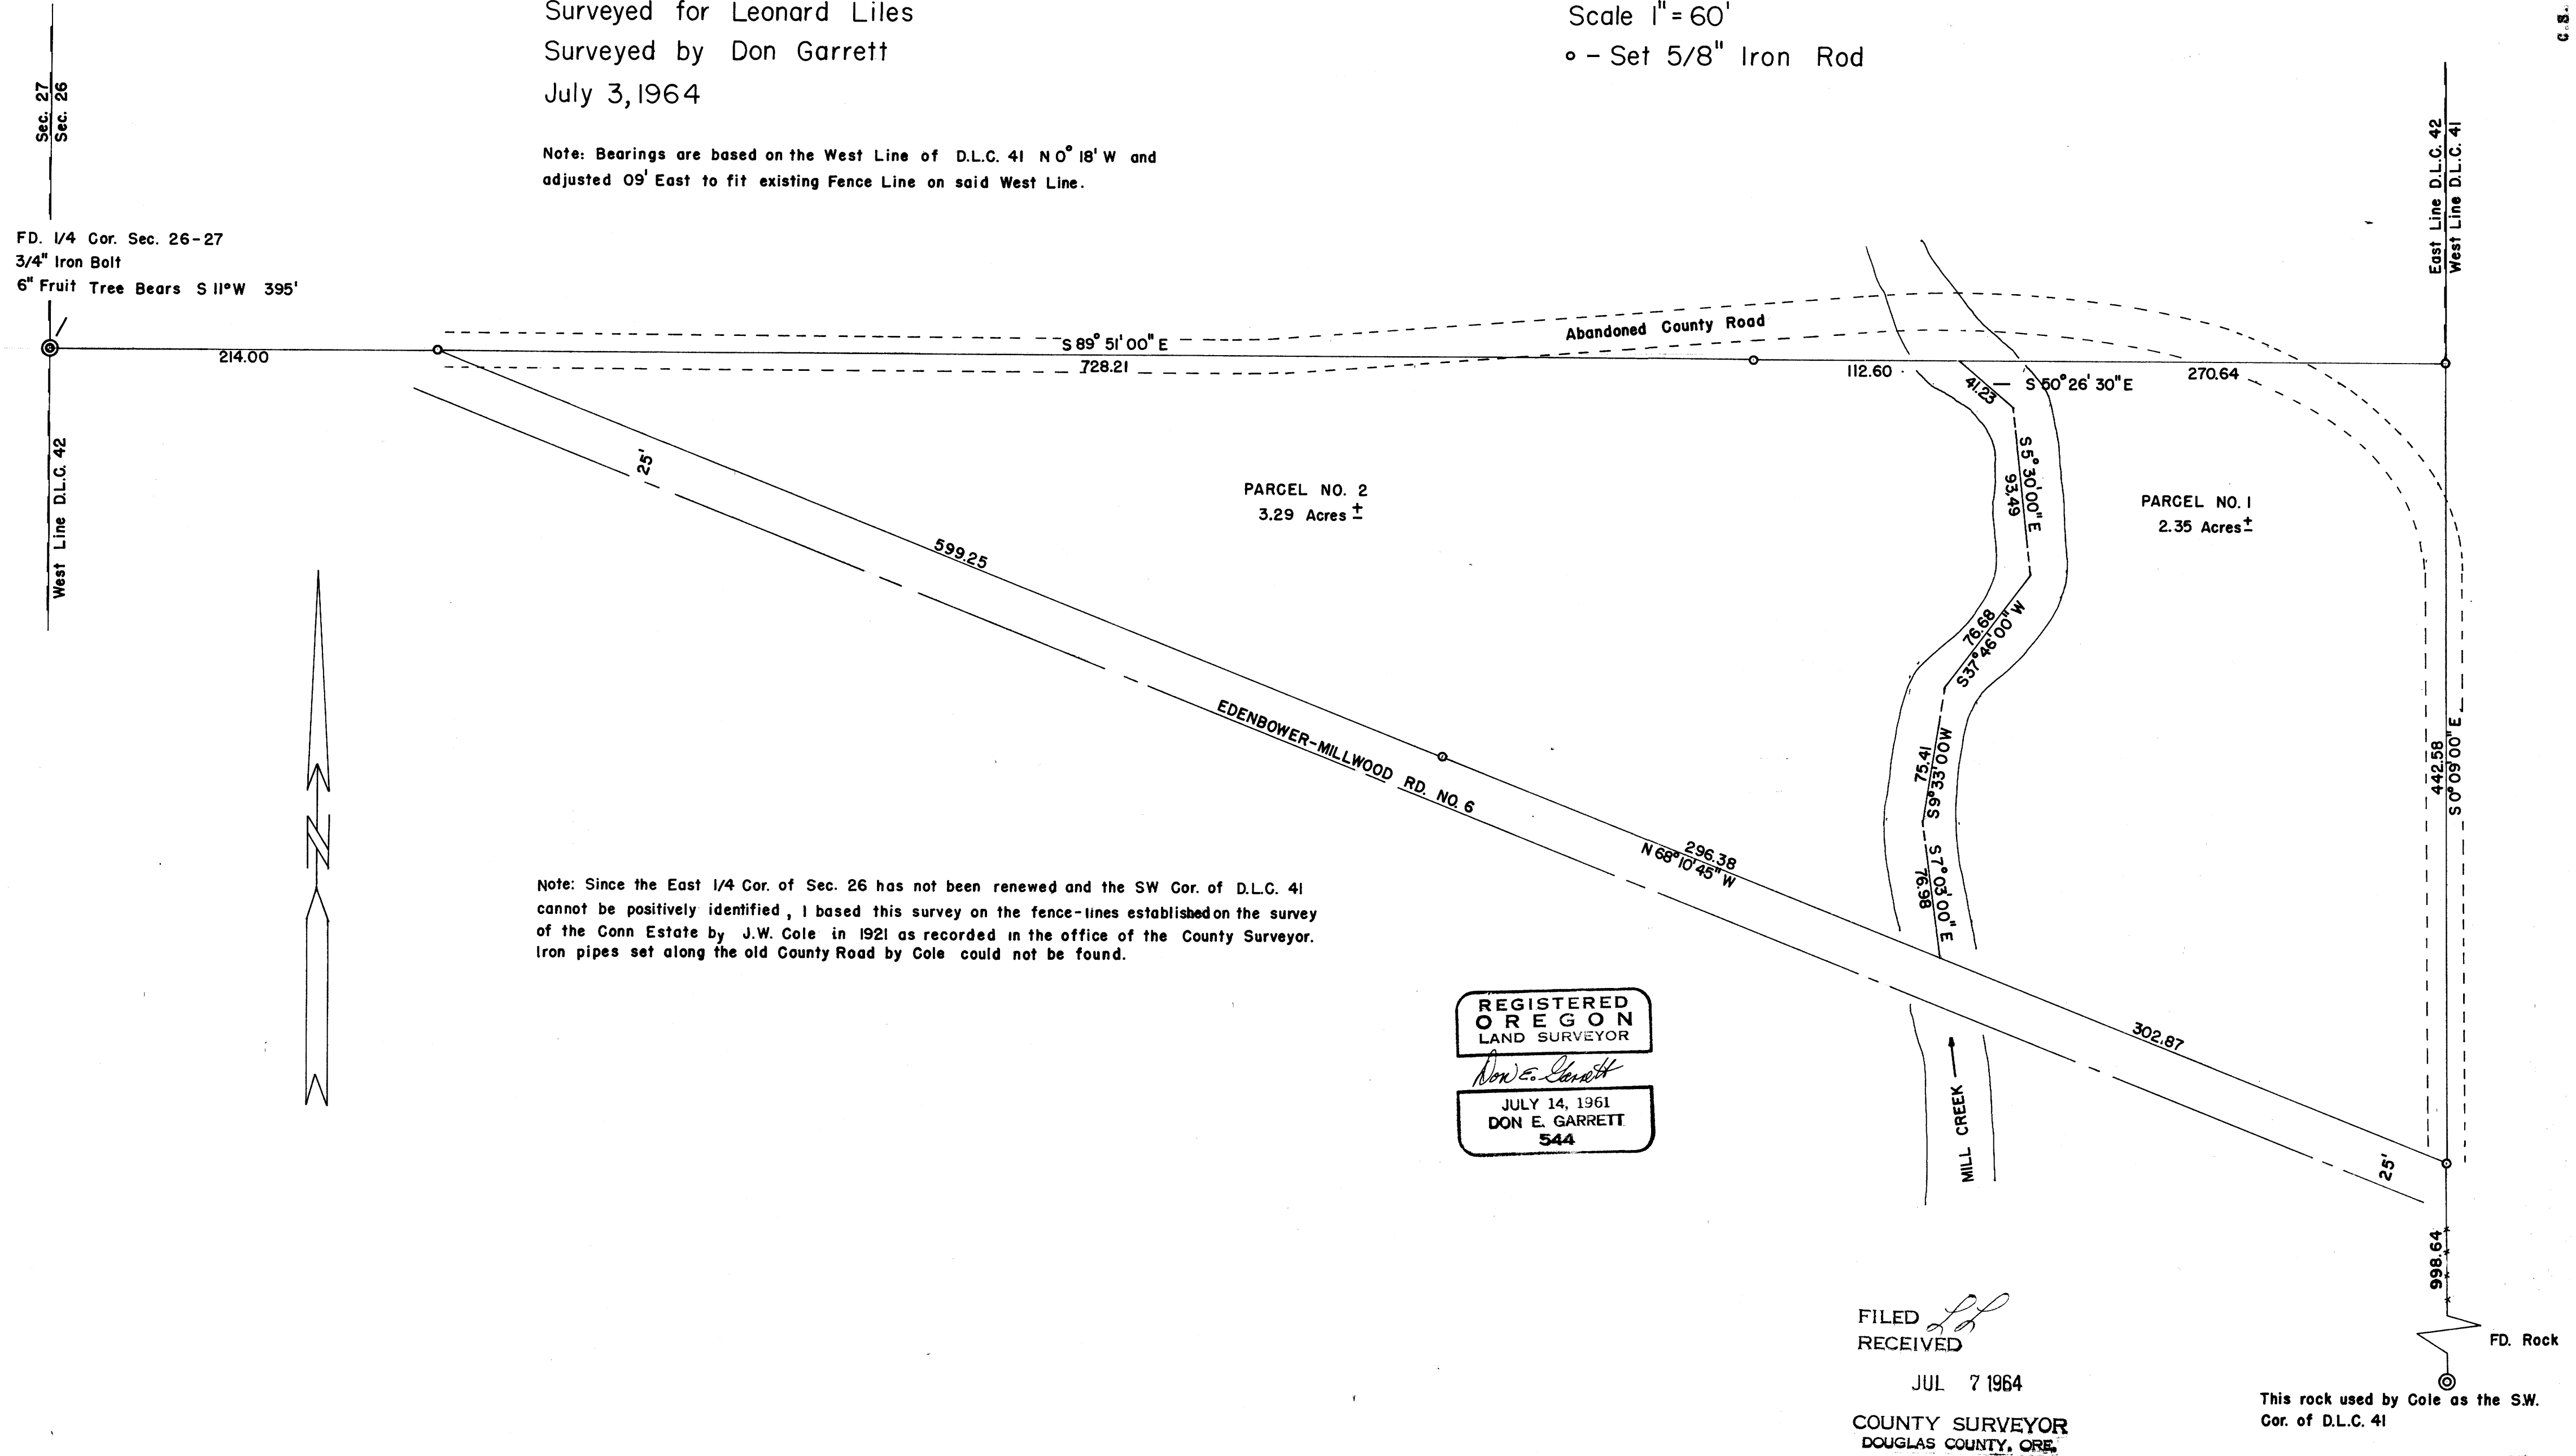 Surveyed for Leonard Liles
Surveyed by Don Garrett
July 3, 1964
Scale 1" = 60'
o - Set 5/8" Iron Rod
C.S.
Note: Bearings are based on the West Line of D.L.C. 41 N 0° 18' W and
adjusted 09' East to fit existing Fence Line on said West Line.
Sec. 27
Sec. 26
East Line D.L.C. 42
West Line D.L.C. 41
FD. 1/4 Cor. Sec. 26-27
3/4" Iron Bolt
6" Fruit Tree Bears S 11° W 395'
214.00
S 89° 51' 00" E
728.21
Abandoned County Road
112.60
270.64
41.23
S 50° 26' 30" E
West Line D.L.C. 42
25'
S 5° 30' 00" E
93.49
PARCEL NO. 2
3.29 Acres ±
PARCEL NO. 1
2.35 Acres ±
599.25
76.68
S 37° 46' 00" W
EDENBOWER-MILLWOOD RD. NO. 6
75.41
S 9° 33' 00 W
442.58
S 0° 09' 00" E
296.38
N 68° 10' 45" W
76.98
S 7° 03' 00" E
N
Note: Since the East 1/4 Cor. of Sec. 26 has not been renewed and the SW Cor. of D.L.C. 41
cannot be positively identified, I based this survey on the fence-lines established on the survey
of the Conn Estate by J.W. Cole in 1921 as recorded in the office of the County Surveyor.
Iron pipes set along the old County Road by Cole could not be found.
REGISTERED
OREGON
LAND SURVEYOR
Don E. Garrett
JULY 14, 1961
DON E. GARRETT
544
302.87
MILL CREEK
25'
998.64
FILED LL
RECEIVED
JUL 7 1964
COUNTY SURVEYOR
DOUGLAS COUNTY, ORE.
FD. Rock
This rock used by Cole as the S.W.
Cor. of D.L.C. 41